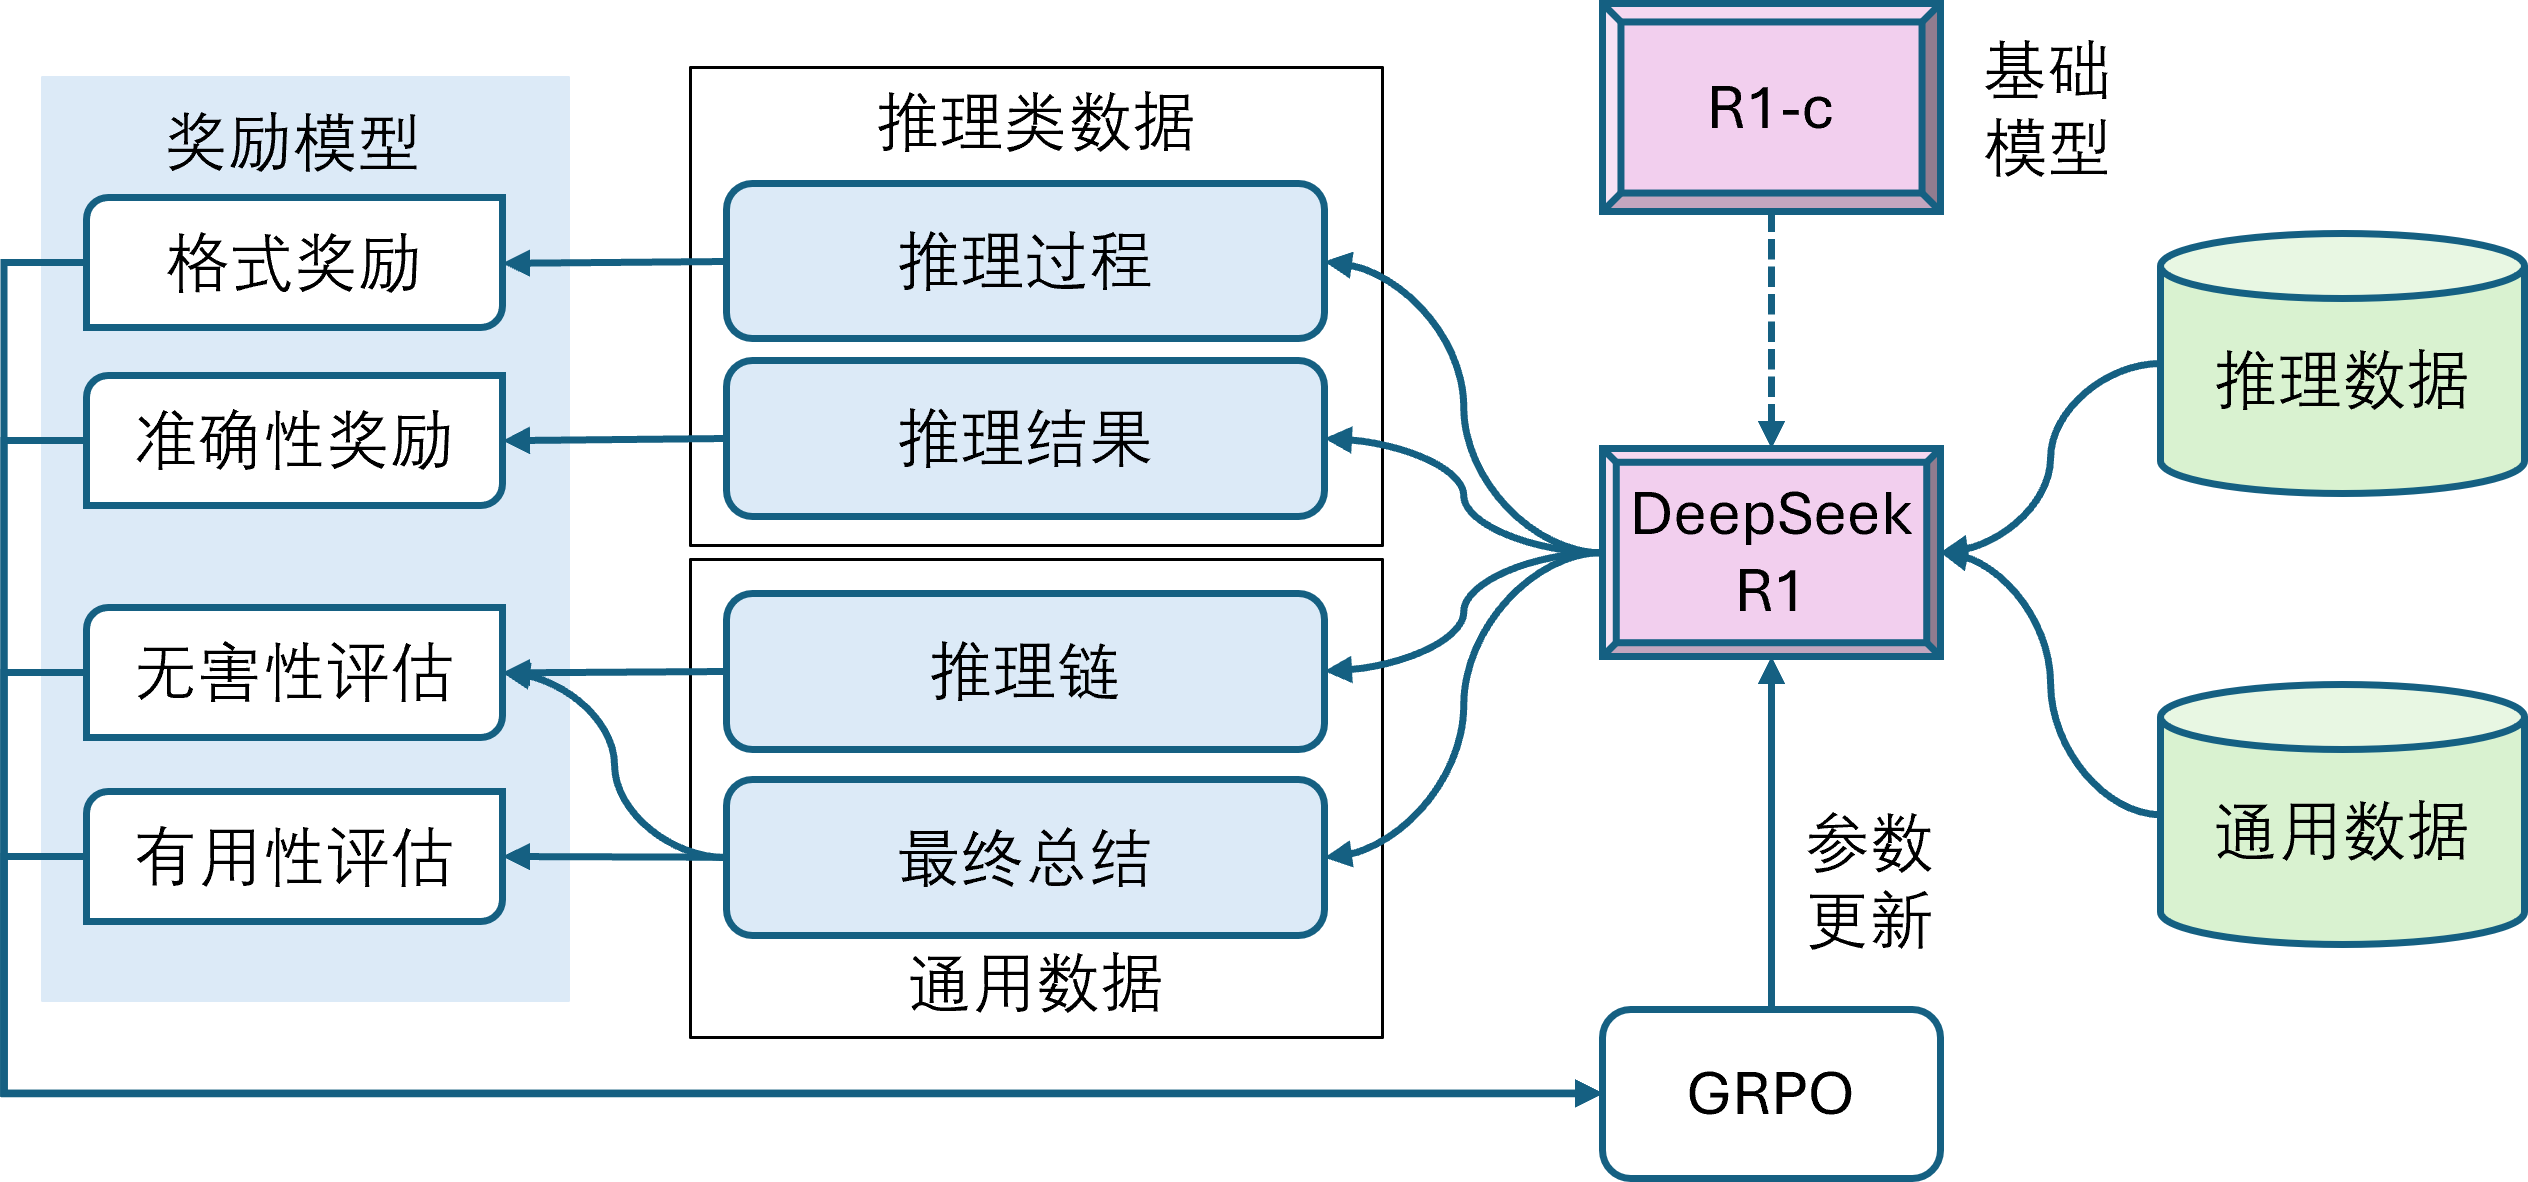 奖励模型
格式奖励
准确性奖励
无害性评估
有用性评估
推理类数据
推理过程
推理结果
推理链
最终总结
通用数据
R1-c
基础
模型
DeepSeek
R1
参数
更新
GRPO
推理数据
通用数据